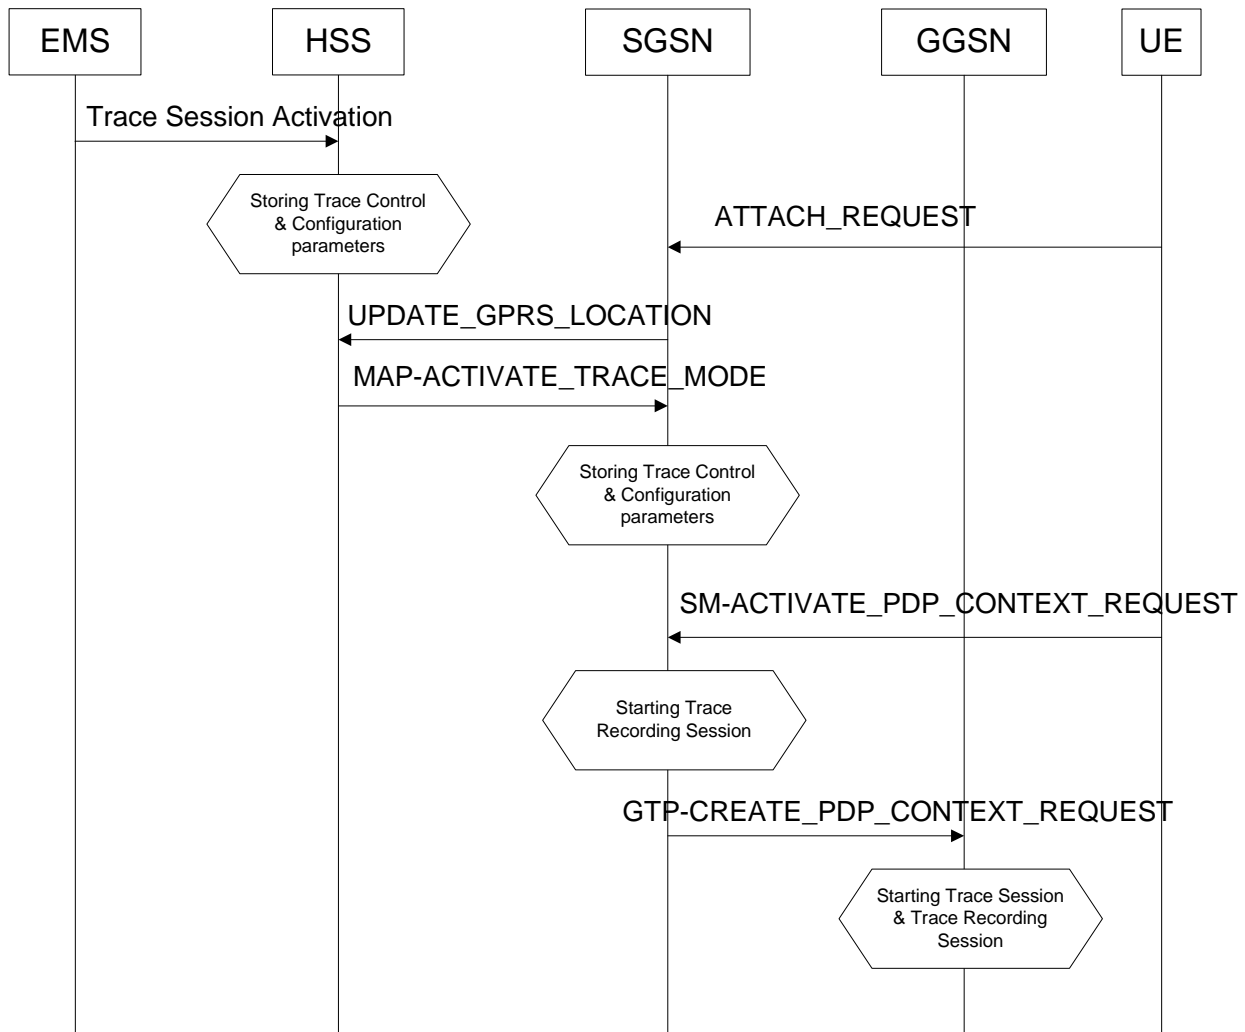 EMS
HSS
SGSN
GGSN
UE
Trace Session Activation
Storing Trace Control
& Configuration
parameters
ATTACH_REQUEST
UPDATE_GPRS_LOCATION
MAP-ACTIVATE_TRACE_MODE
Storing Trace Control
& Configuration
parameters
SM-ACTIVATE_PDP_CONTEXT_REQUEST
Starting Trace
Recording Session
GTP-CREATE_PDP_CONTEXT_REQUEST
Starting Trace Session
& Trace Recording
Session